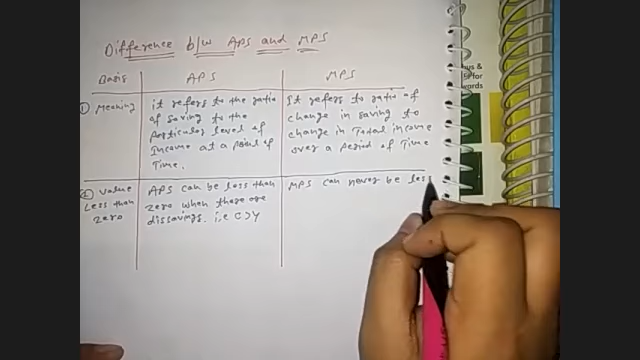 Difference b/w APS and MPS
Basis APS MPS
① Meaning
it refers to the ratio
of saving to the
particular level of
Income at a point of
Time.
It refers to ratio of
change in saving to
change in Total income
over a Period of Time
② Value
Less than
zero
APS can be less than
zero when there are
dissavings. i,e C > Y
MPS can never be less
us &
for
wards